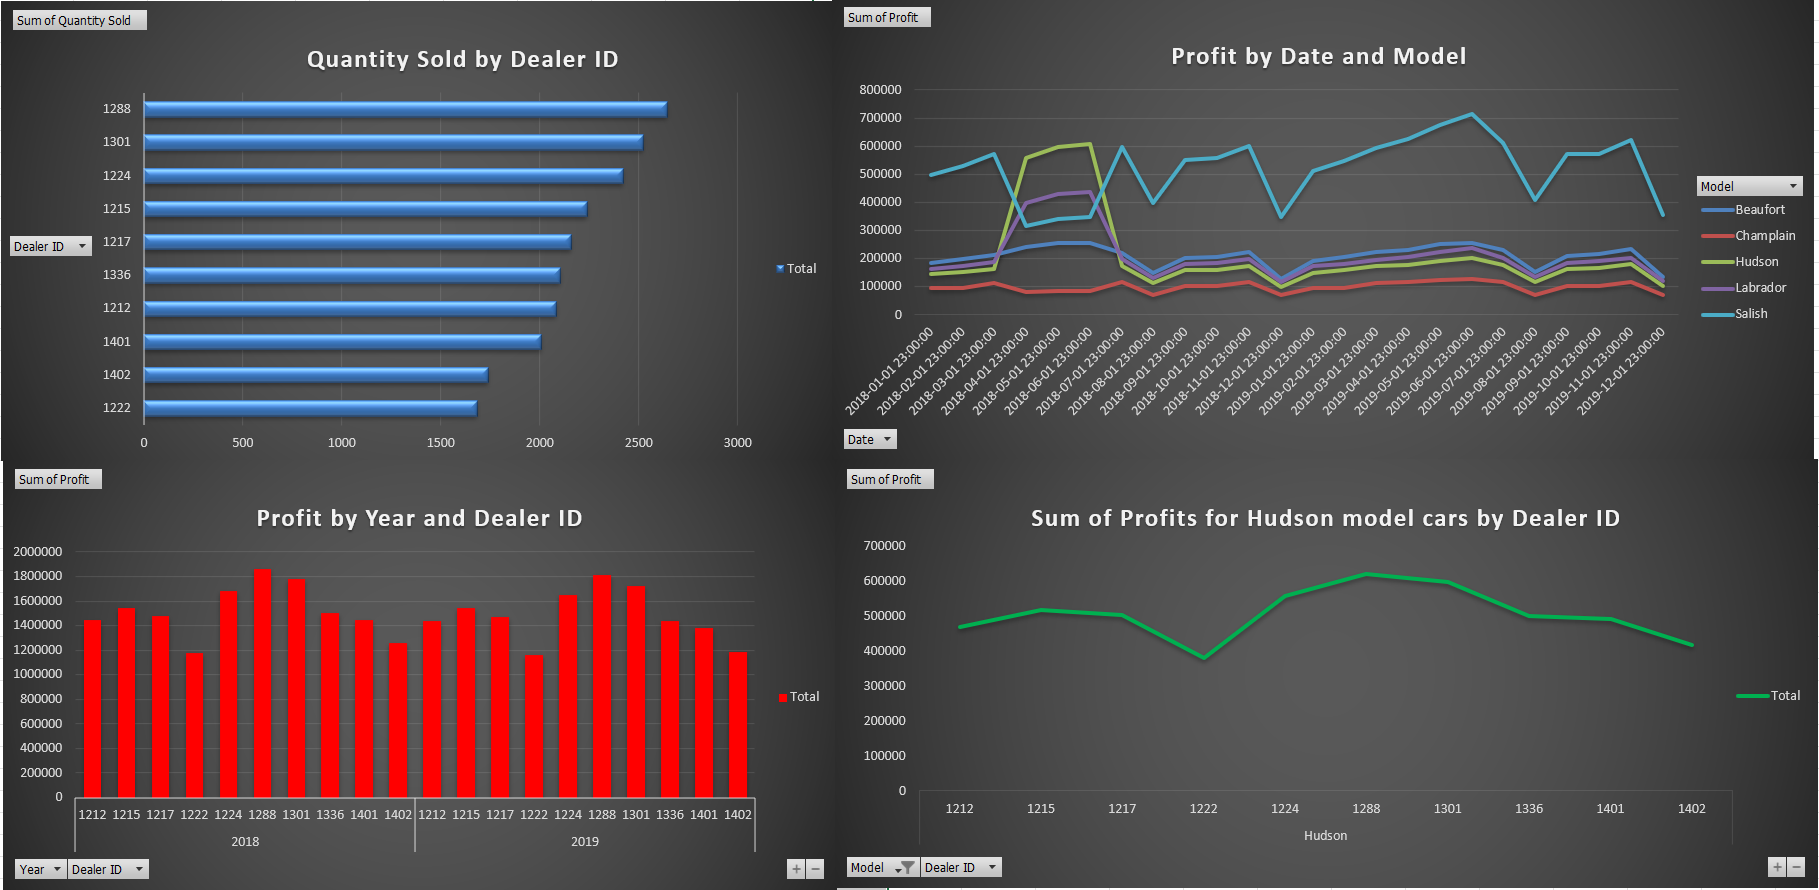 Sum of Quantity Sold
Quantity Sold by Dealer ID
1288
1301
1224
1215
1217
1336
1212
1401
1402
1222
Dealer ID
0 500 1000 1500 2000 2500 3000
Total
Sum of Profit
Profit by Date and Model
800000
700000
600000
500000
400000
300000
200000
100000
0
2018-01-01 23:00:00
2018-02-01 23:00:00
2018-03-01 23:00:00
2018-04-01 23:00:00
2018-05-01 23:00:00
2018-06-01 23:00:00
2018-07-01 23:00:00
2018-08-01 23:00:00
2018-09-01 23:00:00
2018-10-01 23:00:00
2018-11-01 23:00:00
2018-12-01 23:00:00
2019-01-01 23:00:00
2019-02-01 23:00:00
2019-03-01 23:00:00
2019-04-01 23:00:00
2019-05-01 23:00:00
2019-06-01 23:00:00
2019-07-01 23:00:00
2019-08-01 23:00:00
2019-09-01 23:00:00
2019-10-01 23:00:00
2019-11-01 23:00:00
2019-12-01 23:00:00
Model
Beaufort
Champlain
Hudson
Labrador
Salish
Date
Sum of Profit
Profit by Year and Dealer ID
2000000
1800000
1600000
1400000
1200000
1000000
800000
600000
400000
200000
0
1212 1215 1217 1222 1224 1288 1301 1336 1401 1402 1212 1215 1217 1222 1224 1288 1301 1336 1401 1402
2018 2019
Total
Year Dealer ID
+ −
Sum of Profit
Sum of Profits for Hudson model cars by Dealer ID
700000
600000
500000
400000
300000
200000
100000
0
1212 1215 1217 1222 1224 1288 1301 1336 1401 1402
Hudson
Total
Model Dealer ID
+ −